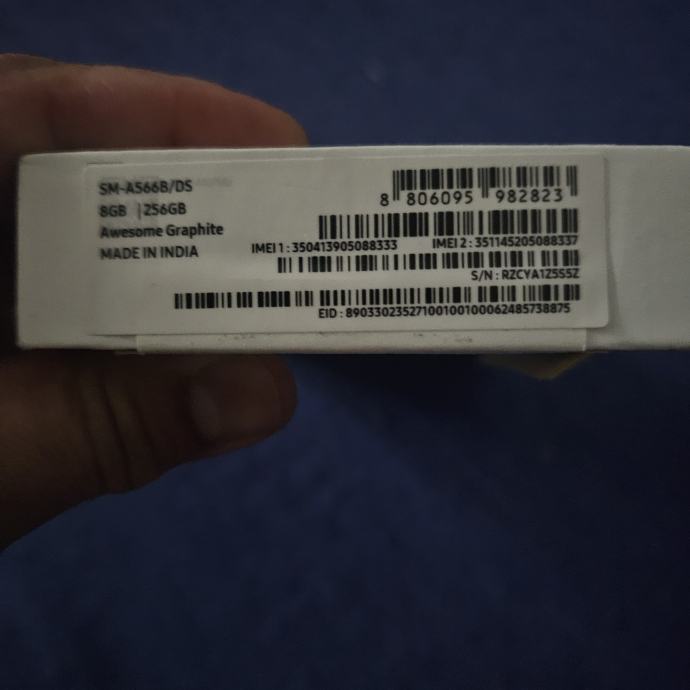 SM-A566B/DS
8GB | 256GB
Awesome Graphite
MADE IN INDIA
8 806095 982823
IMEI 1 : 350413905088333 IMEI 2 : 351145205088337
S/N : RZCYA1Z5S5Z
EID : 89033023527100100100062485738875